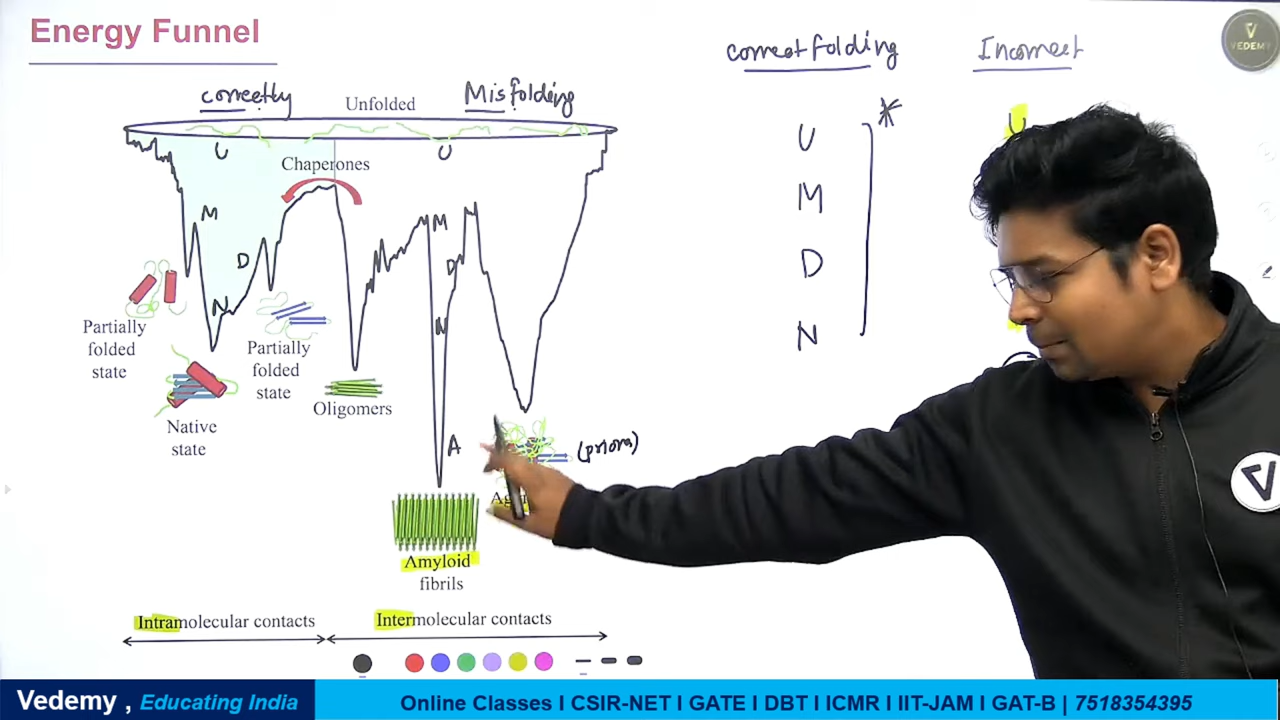 Energy Funnel
correct folding
Incorrect
VEDEMY
correctly
Unfolded
Misfolding
U
U
Chaperones
M
M
D
D
N
N
A
U
M
D
N
*
U
Partially
folded
state
Partially
folded
state
Native
state
Oligomers
(prions)
Amyloid
fibrils
Intramolecular contacts
Intermolecular contacts
Vedemy , Educating India
Online Classes I CSIR-NET I GATE I DBT I ICMR I IIT-JAM I GAT-B | 7518354395